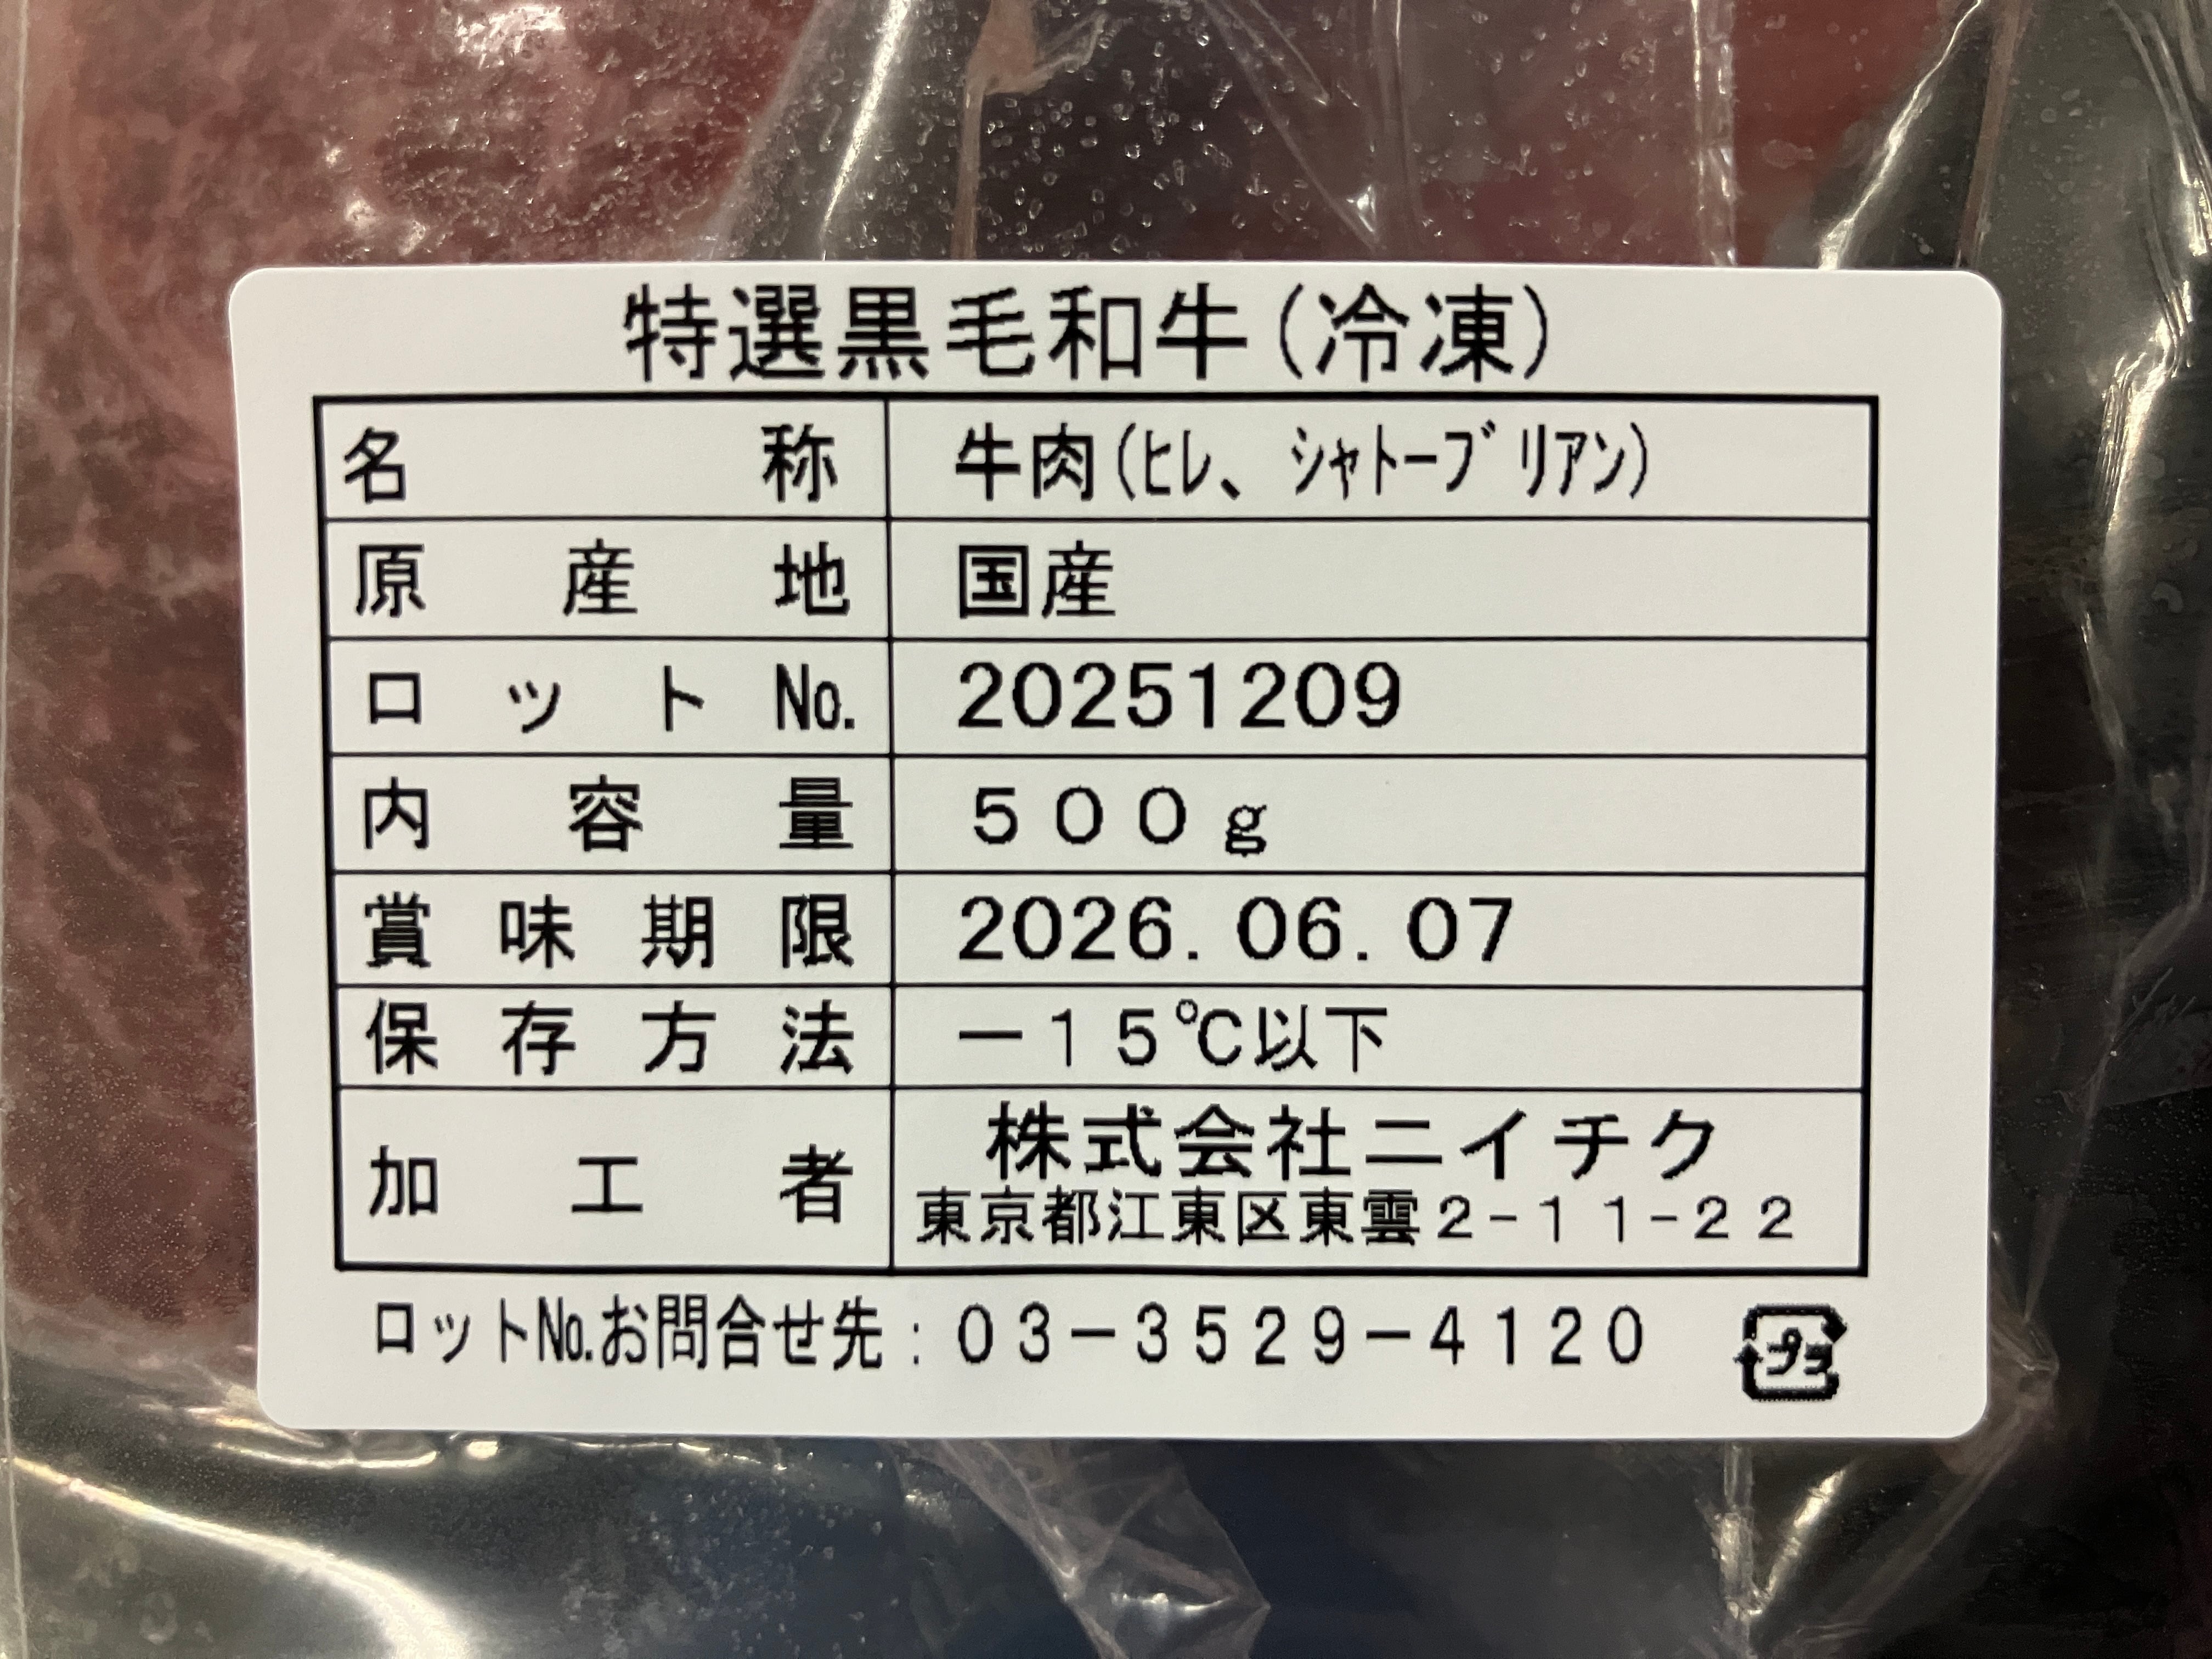 特選黒毛和牛(冷凍)
名称 牛肉(ﾋﾚ、ｼｬﾄーﾌﾞﾘｱﾝ)
原産地 国産
ロットNo. 20251209
内容量 ５００ｇ
賞味期限 2026.06.07
保存方法 －１５℃以下
加工者 株式会社ニイチク
東京都江東区東雲２-１１-２２
ロットNo.お問合せ先：０３－３５２９－４１２０
プラ